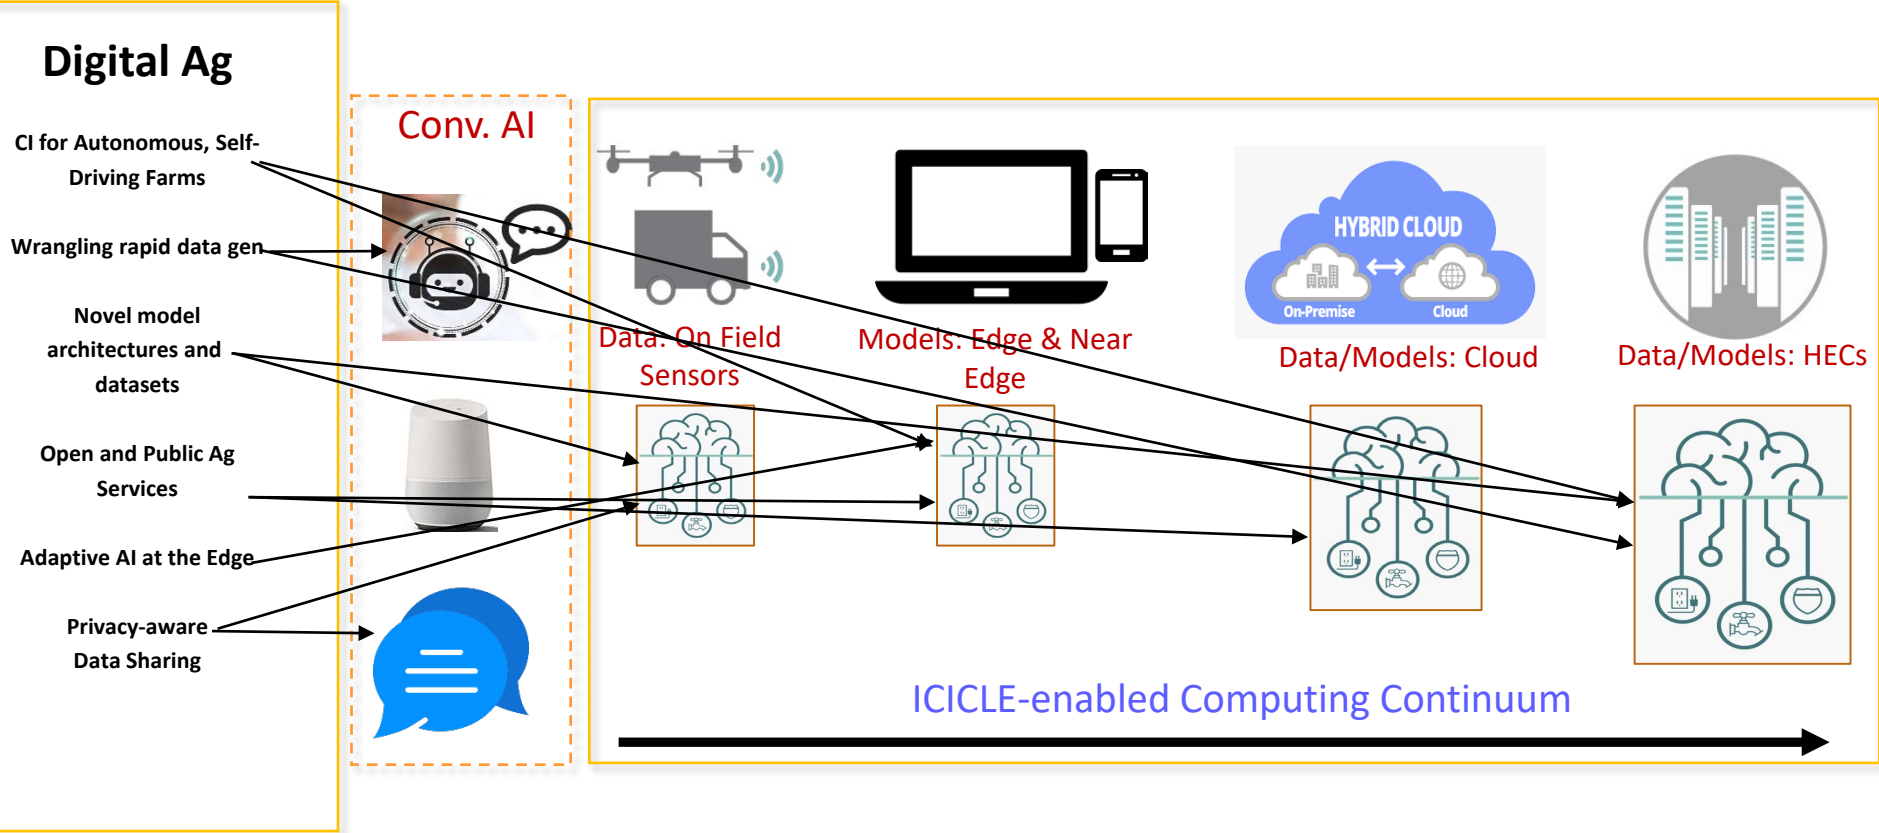 Digital Ag
CI for Autonomous, Self-
Driving Farms
Wrangling rapid data gen
Novel model
architectures and
datasets
Open and Public Ag
Services
Adaptive AI at the Edge
Privacy-aware
Data Sharing
Conv. AI
Data: On Field
Sensors
Models: Edge & Near
Edge
HYBRID CLOUD
On-Premise
Cloud
Data/Models: Cloud
Data/Models: HECs
ICICLE-enabled Computing Continuum